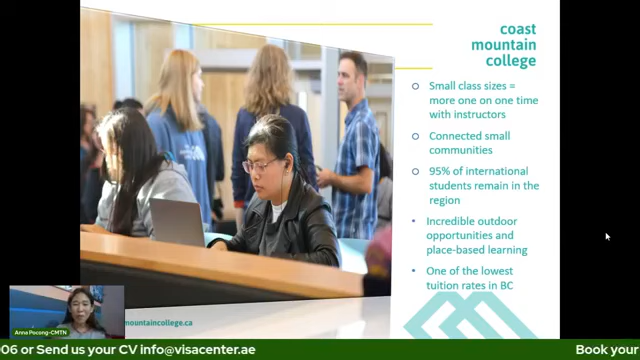 coast
mountain
college
Small class sizes =
more one on one time
with instructors
Connected small
communities
95% of international
students remain in the
region
Incredible outdoor
opportunities and
place-based learning
One of the lowest
tuition rates in BC
mountaincollege.ca
Anna Pocong-CMTN
06 or Send us your CV info@visacenter.ae
Book your